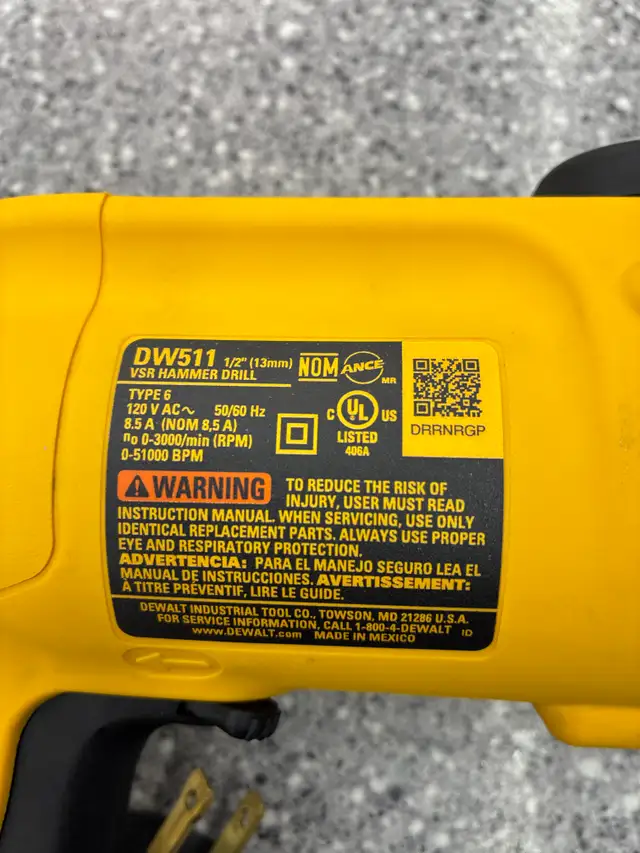 DW511 1/2" (13mm)
VSR HAMMER DRILL
NOM
ANCE
MR
TYPE 6
120 V AC~ 50/60 Hz
8.5 A (NOM 8,5 A)
no 0-3000/min (RPM)
0-51000 BPM
C UL US
LISTED
406A
DRRNRGP
WARNING TO REDUCE THE RISK OF
INJURY, USER MUST READ
INSTRUCTION MANUAL. WHEN SERVICING, USE ONLY
IDENTICAL REPLACEMENT PARTS. ALWAYS USE PROPER
EYE AND RESPIRATORY PROTECTION.
ADVERTENCIA: PARA EL MANEJO SEGURO LEA EL
MANUAL DE INSTRUCCIONES. AVERTISSEMENT:
À TITRE PRÉVENTIF, LIRE LE GUIDE.
DEWALT INDUSTRIAL TOOL CO., TOWSON, MD 21286 U.S.A.
FOR SERVICE INFORMATION, CALL 1-800-4-DEWALT ID
www.DEWALT.com MADE IN MEXICO